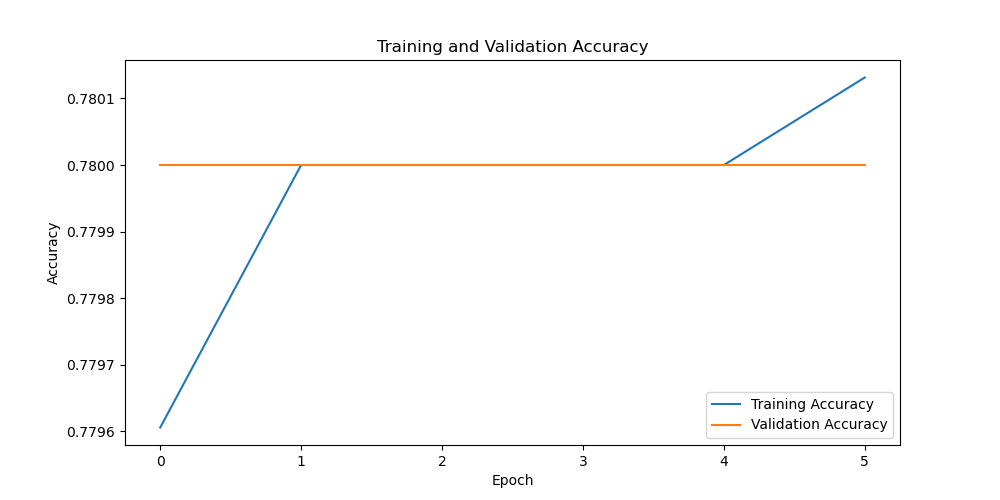 Training and Validation Accuracy
Accuracy
0.7801
0.7800
0.7799
0.7798
0.7797
0.7796
0 1 2 3 4 5
Epoch
Training Accuracy
Validation Accuracy